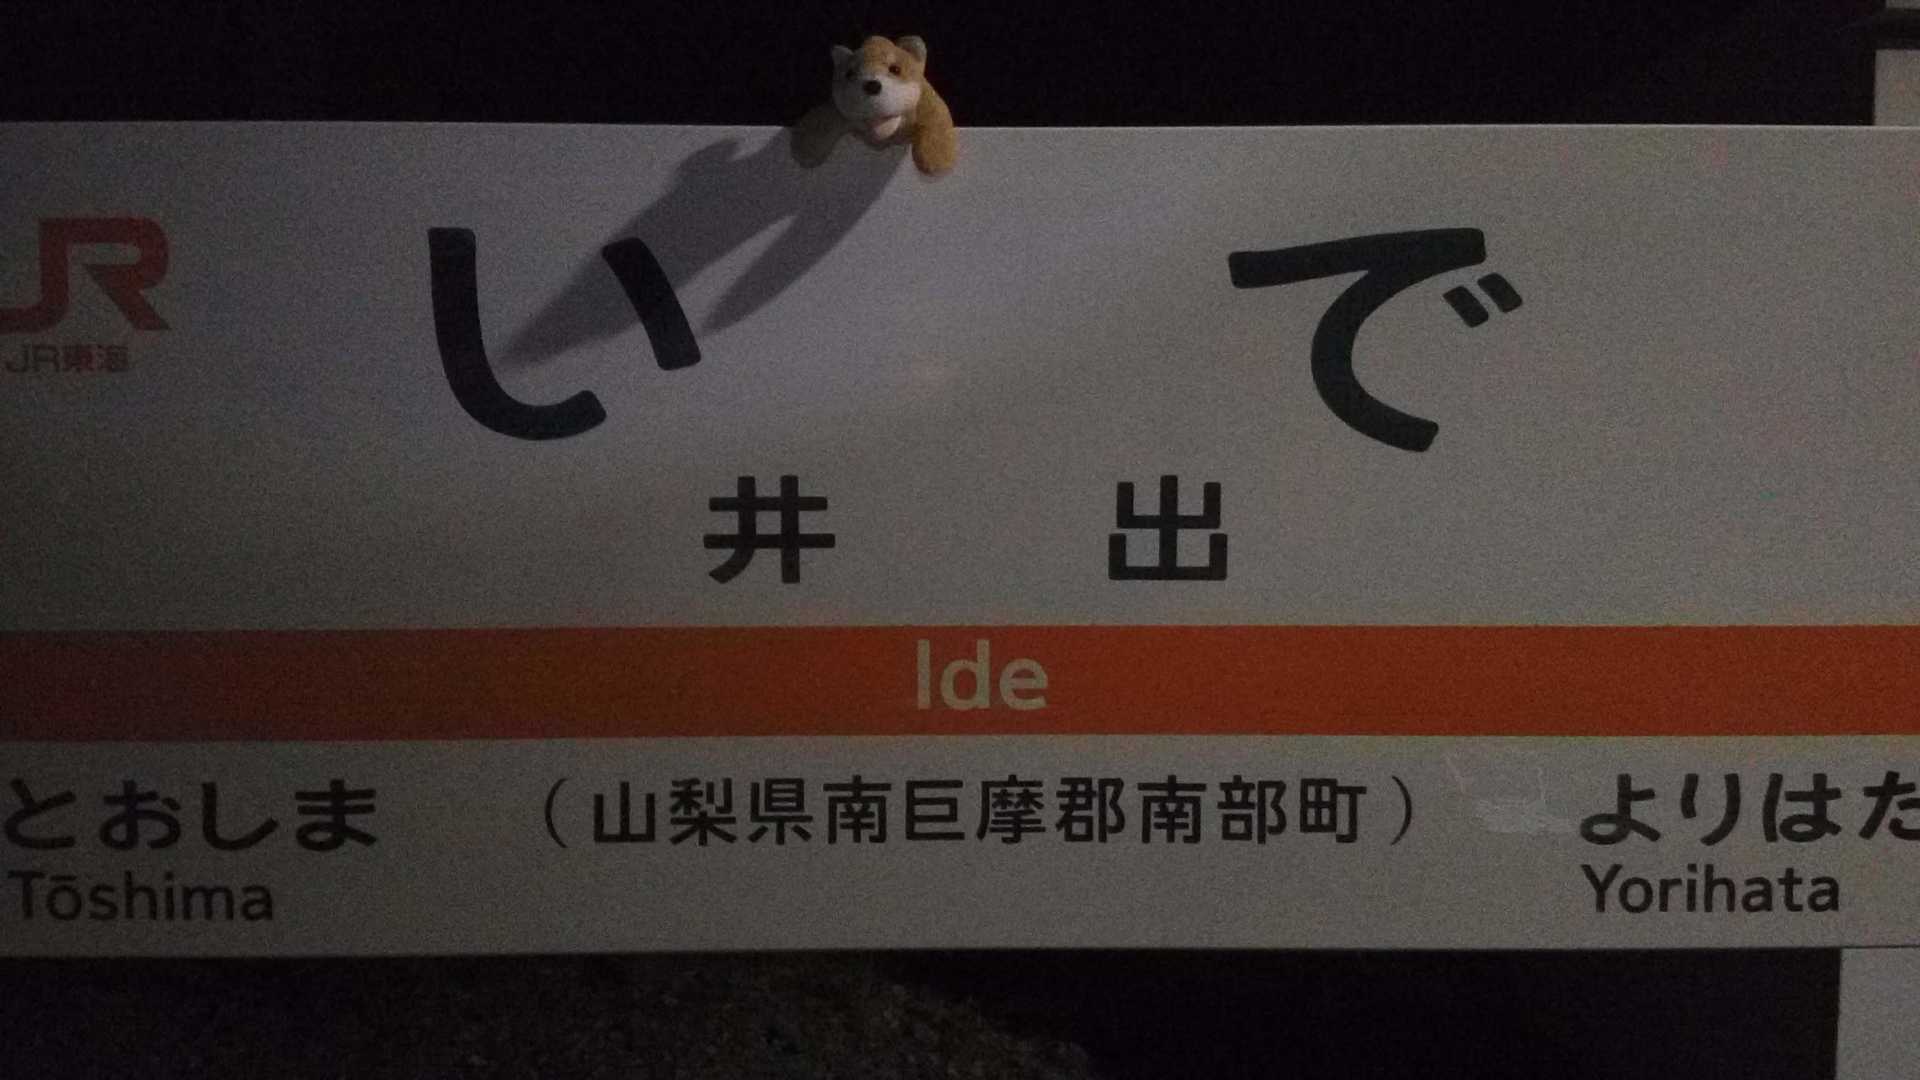 JR
JR東海
いで
井出
Ide
とおしま
Tōshima
（山梨県南巨摩郡南部町）
よりはた
Yorihata